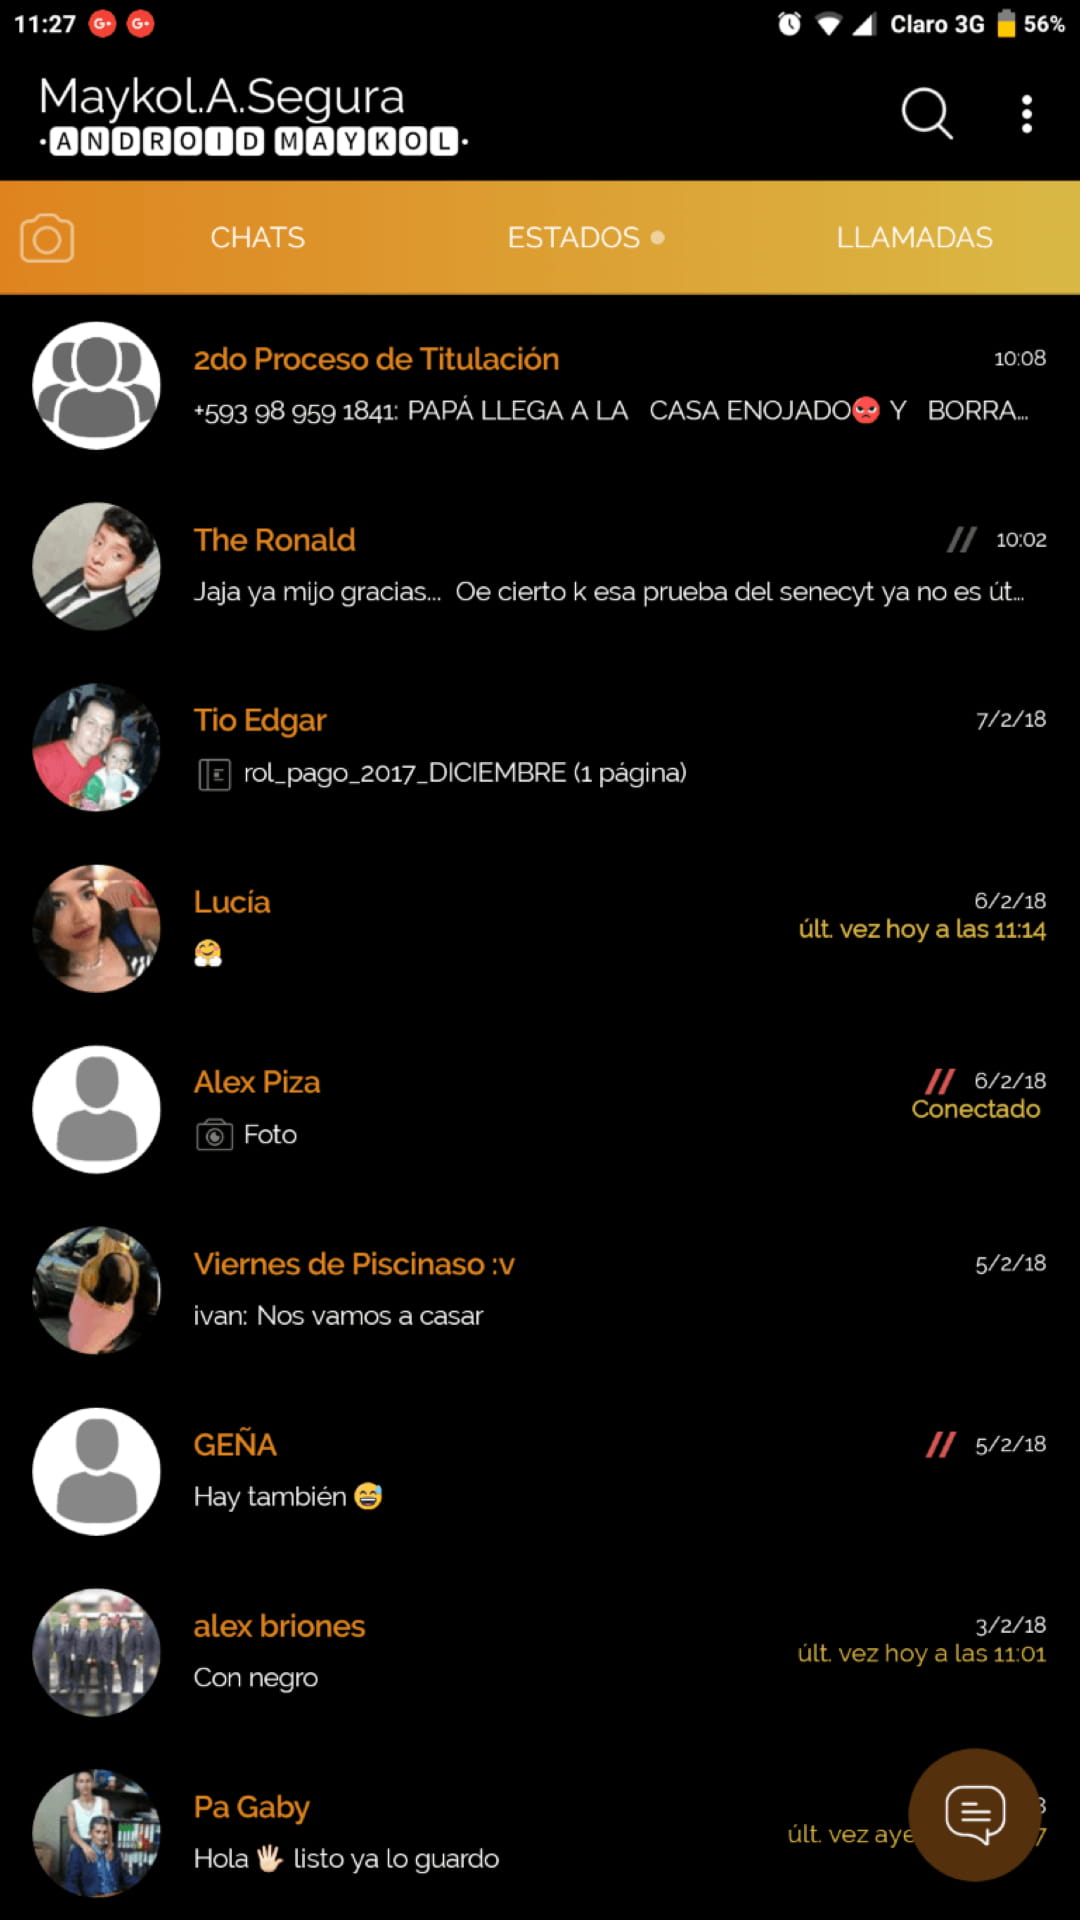 11:27 G+ G+ Claro 3G 56%
Maykol.A.Segura
·ANDROID MAYKOL·
CHATS ESTADOS LLAMADAS
2do Proceso de Titulación 10:08
+593 98 959 1841: PAPÁ LLEGA A LA CASA ENOJADO😡 Y BORRA...
The Ronald 10:02
Jaja ya mijo gracias... Oe cierto k esa prueba del senecyt ya no es út...
Tio Edgar 7/2/18
rol_pago_2017_DICIEMBRE (1 página)
Lucía 6/2/18
últ. vez hoy a las 11:14
🤗
Alex Piza 6/2/18
Conectado
Foto
Viernes de Piscinaso :v 5/2/18
ivan: Nos vamos a casar
GEÑA 5/2/18
Hay también 😅
alex briones 3/2/18
últ. vez hoy a las 11:01
Con negro
Pa Gaby
últ. vez aye
Hola 🖐🏻 listo ya lo guardo